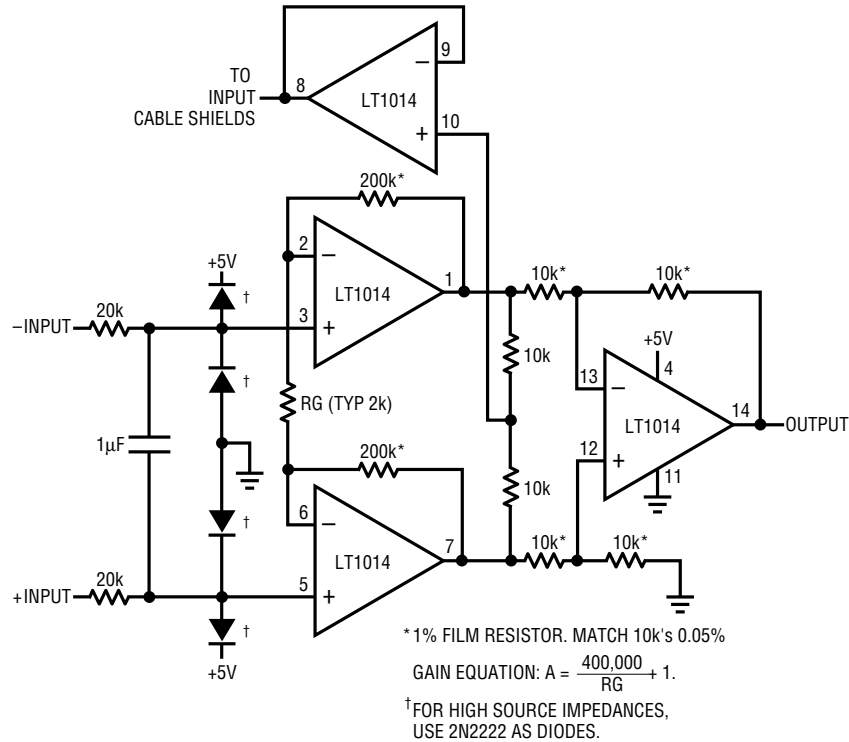 9
TO
INPUT
CABLE SHIELDS
8
−
LT1014
10
+
200k*
2
−
+5V
†
LT1014
1
10k*
10k*
20k
−INPUT
3
+
†
10k
+5V
4
RG (TYP 2k)
13
−
1µF
14
LT1014
OUTPUT
200k*
12
+
11
10k
†
6
−
7
10k*
10k*
LT1014
20k
+INPUT
5
+
†
+5V
*1% FILM RESISTOR. MATCH 10k's 0.05%
GAIN EQUATION: A = 400,000
RG + 1.
†FOR HIGH SOURCE IMPEDANCES,
USE 2N2222 AS DIODES.